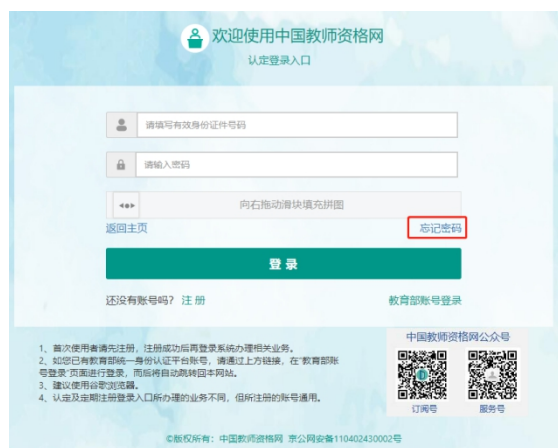 欢迎使用中国教师资格网
认定登录入口
请填写有效身份证件号码
请输入密码
向右拖动滑块填充拼图
返回主页 忘记密码
登 录
还没有账号吗? 注 册 教育部账号登录
中国教师资格网公众号
1、首次使用者请先注册,注册成功后再登录系统办理相关业务。
2、如您已有教育部统一身份认证平台账号,请通过上方链接,在“教育部账
号登录”页面进行登录,而后将自动跳转回本网站。
3、建议使用谷歌浏览器。
4、认定及定期注册登录入口所办理的业务不同,但所注册的账号通用。
订阅号 服务号
©版权所有:中国教师资格网 京公网安备110402430002号